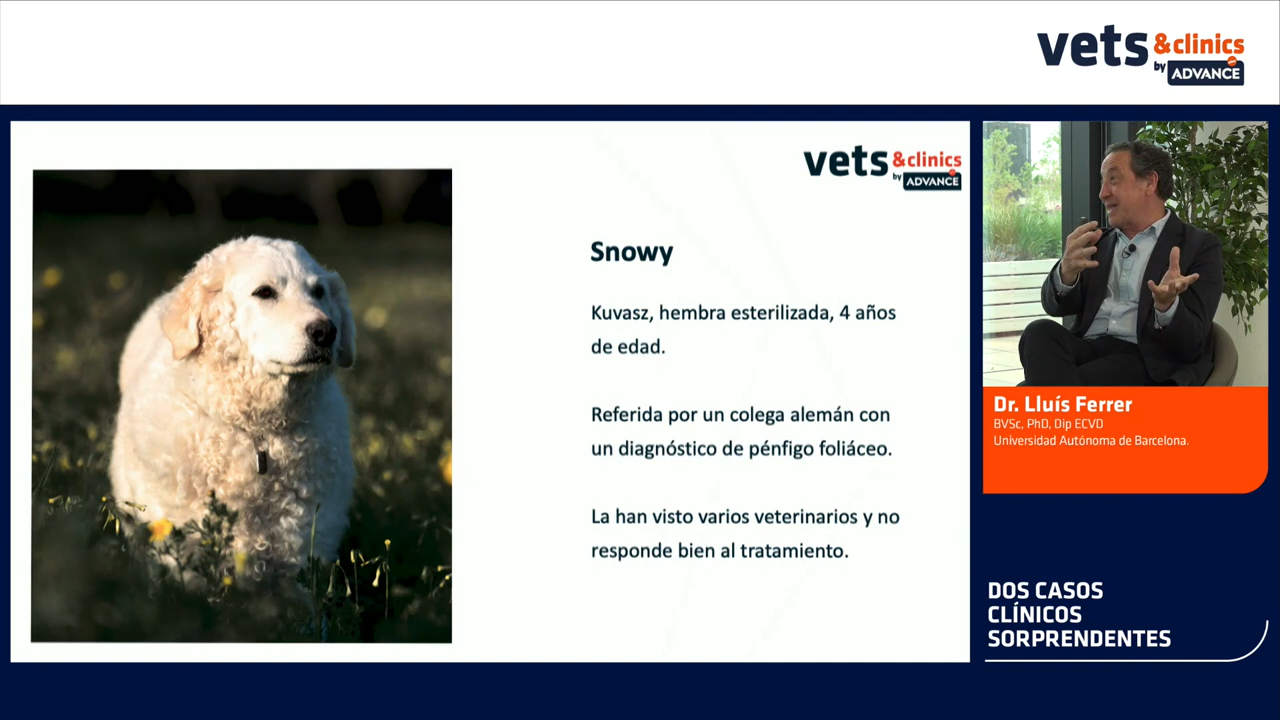 vets &clinics
by ADVANCE
vets &clinics
by ADVANCE
Snowy
Kuvasz, hembra esterilizada, 4 años
de edad.
Referida por un colega alemán con
un diagnóstico de pénfigo foliáceo.
La han visto varios veterinarios y no
responde bien al tratamiento.
Dr. Lluís Ferrer
BVSc, PhD, Dip ECVD
Universidad Autónoma de Barcelona.
DOS CASOS
CLÍNICOS
SORPRENDENTES